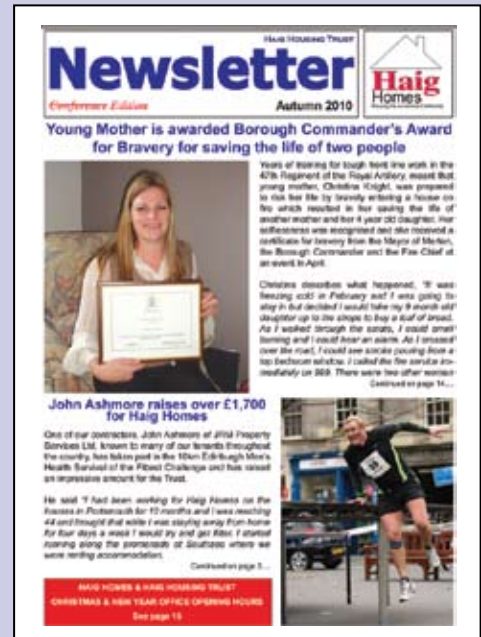 HAIG HOUSING TRUST
Newsletter
Conference Edition
Autumn 2010
Haig
Homes
Young Mother is awarded Borough Commander's Award
for Bravery for saving the life of two people
Years of training for tough front line work in the
47th Regiment of the Royal Artillery, meant that
young mother, Christina Knight, was prepared
to risk her life by bravely entering a house on
fire which resulted in her saving the life of
another mother and her 4 year old daughter. Her
selflessness was recognised and she received a
certificate for bravery from the Mayor of Merton,
the Borough Commander and the Fire Chief at
an event in April.
Christina describes what happened, "It was
freezing cold in February and I was going to
stay in but decided I would take my 9 month old
daughter up to the shops to buy a loaf of bread.
As I walked through the estate, I could smell
burning and I could hear an alarm. As I crossed
over the road, I could see smoke pouring from a
top bedroom window. I called the fire service im-
mediately on 999. There were two other women
Continued on page 14....
John Ashmore raises over £1,700
for Haig Homes
One of our contractors, John Ashmore of Property
Services Ltd, known to many of our tenants throughout
the country, has taken part in the 10km Edinburgh Men's
Health Survival of the Fittest Challenge and has raised
an impressive amount for the Trust.
He said "I had been working for Haig Homes on the
houses in Portsmouth for 10 months and I was reaching
44 and thought that while I was staying away from home
for four days a week I would try and get fitter. I started
running along the promenade at Southsea where we
were renting accommodation.
Continued on page 5....
HAIG HOMES & HAIG HOUSING TRUST
CHRISTMAS & NEW YEAR OFFICE OPENING HOURS
See page 15